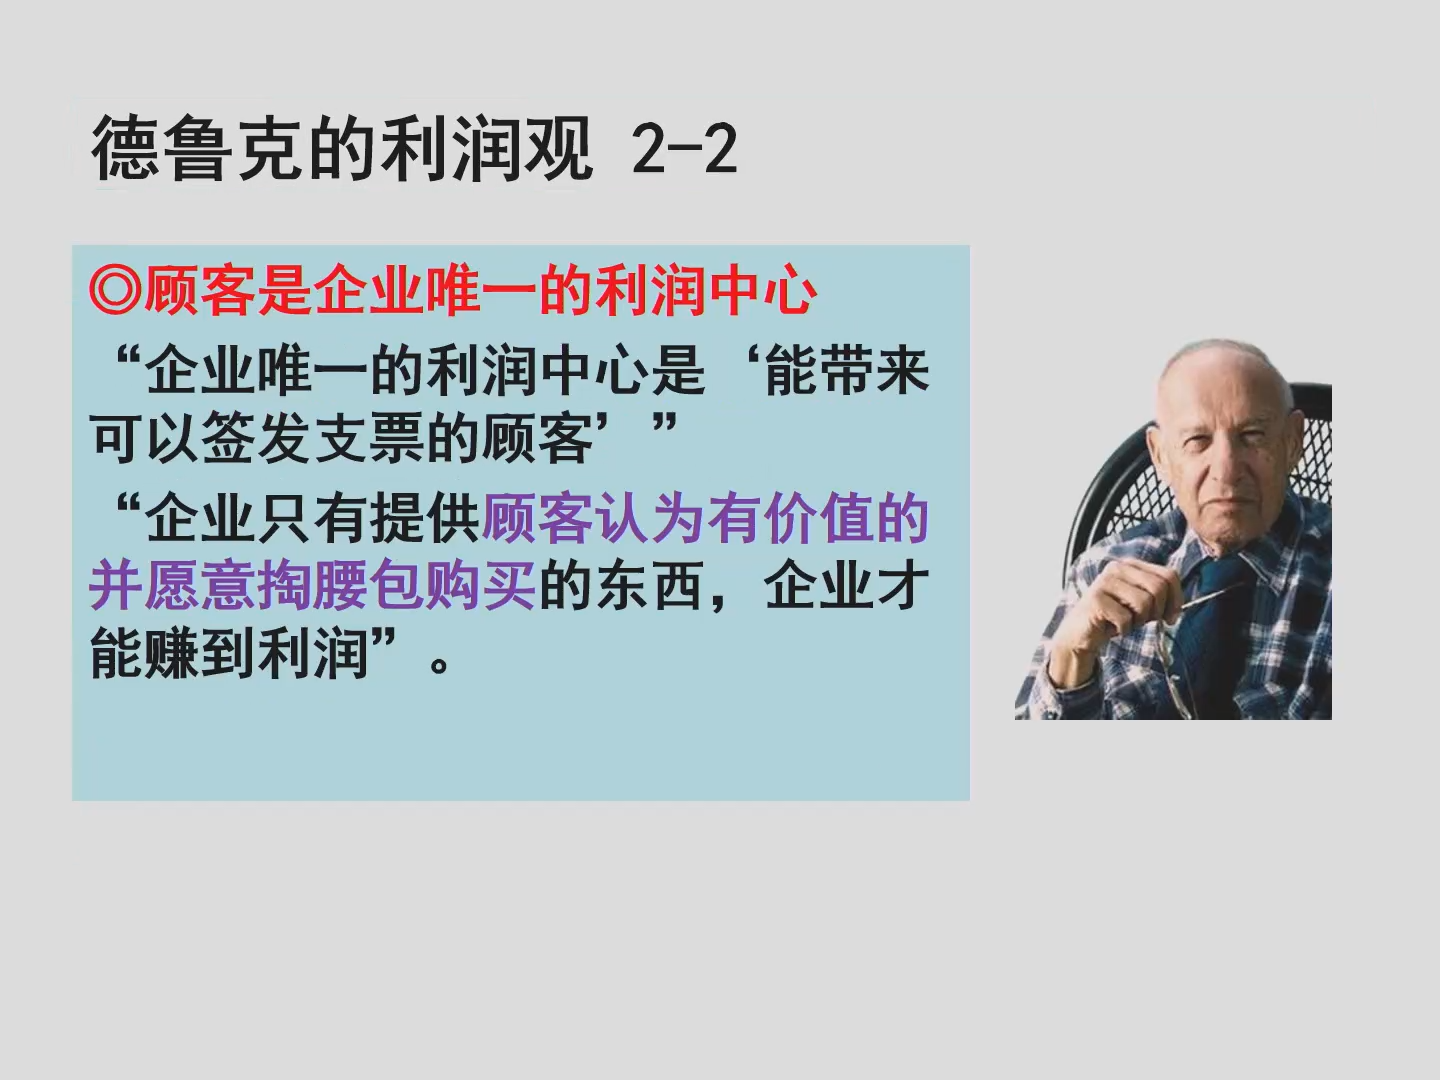 德鲁克的利润观 2-2
◎顾客是企业唯一的利润中心
“企业唯一的利润中心是‘能带来
可以签发支票的顾客’”
“企业只有提供顾客认为有价值的
并愿意掏腰包购买的东西，企业才
能赚到利润”。